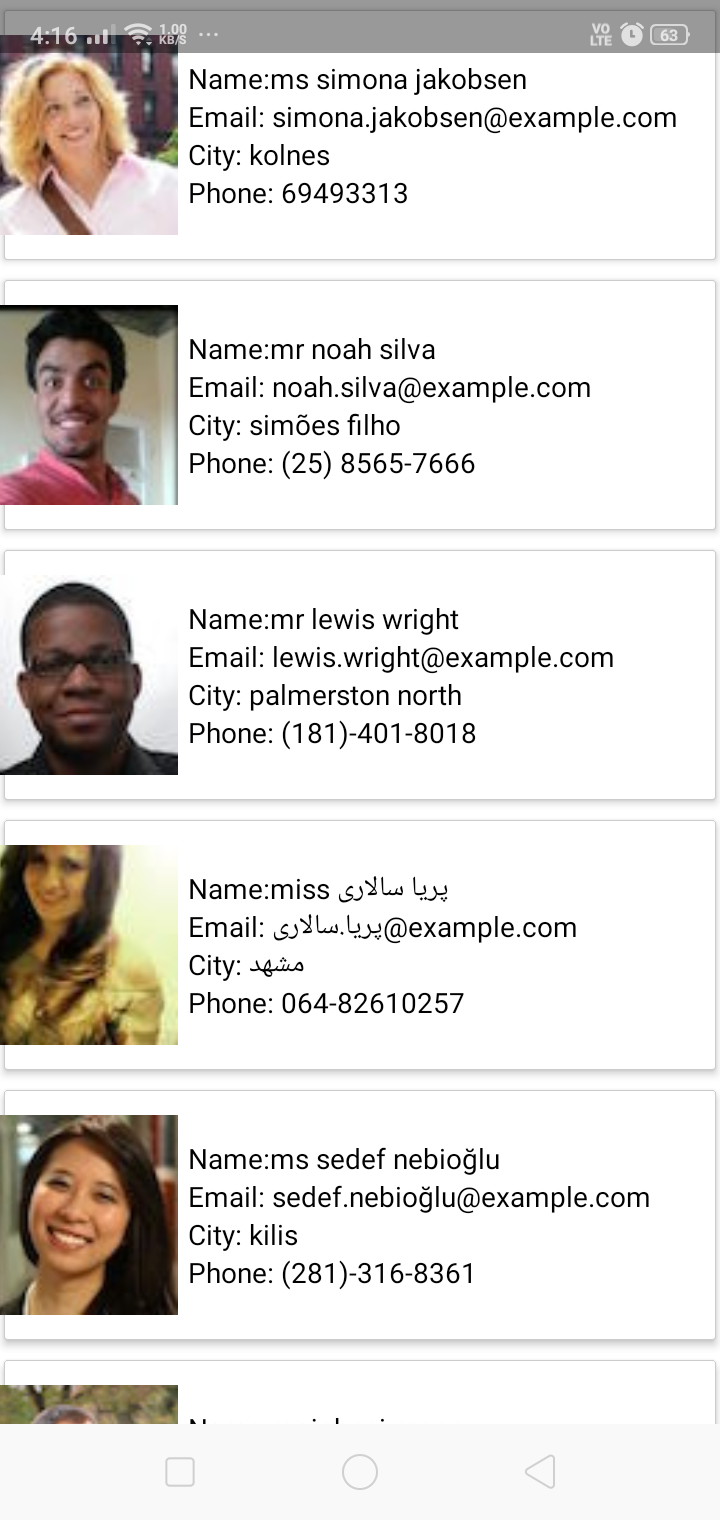 4:16 1.00 KB/S ... VO LTE 63
Name:ms simona jakobsen
Email: simona.jakobsen@example.com
City: kolnes
Phone: 69493313
Name:mr noah silva
Email: noah.silva@example.com
City: simões filho
Phone: (25) 8565-7666
Name:mr lewis wright
Email: lewis.wright@example.com
City: palmerston north
Phone: (181)-401-8018
Name:miss پریا سالاری
Email: پریا.سالاری@example.com
City: مشهد
Phone: 064-82610257
Name:ms sedef nebioğlu
Email: sedef.nebioğlu@example.com
City: kilis
Phone: (281)-316-8361